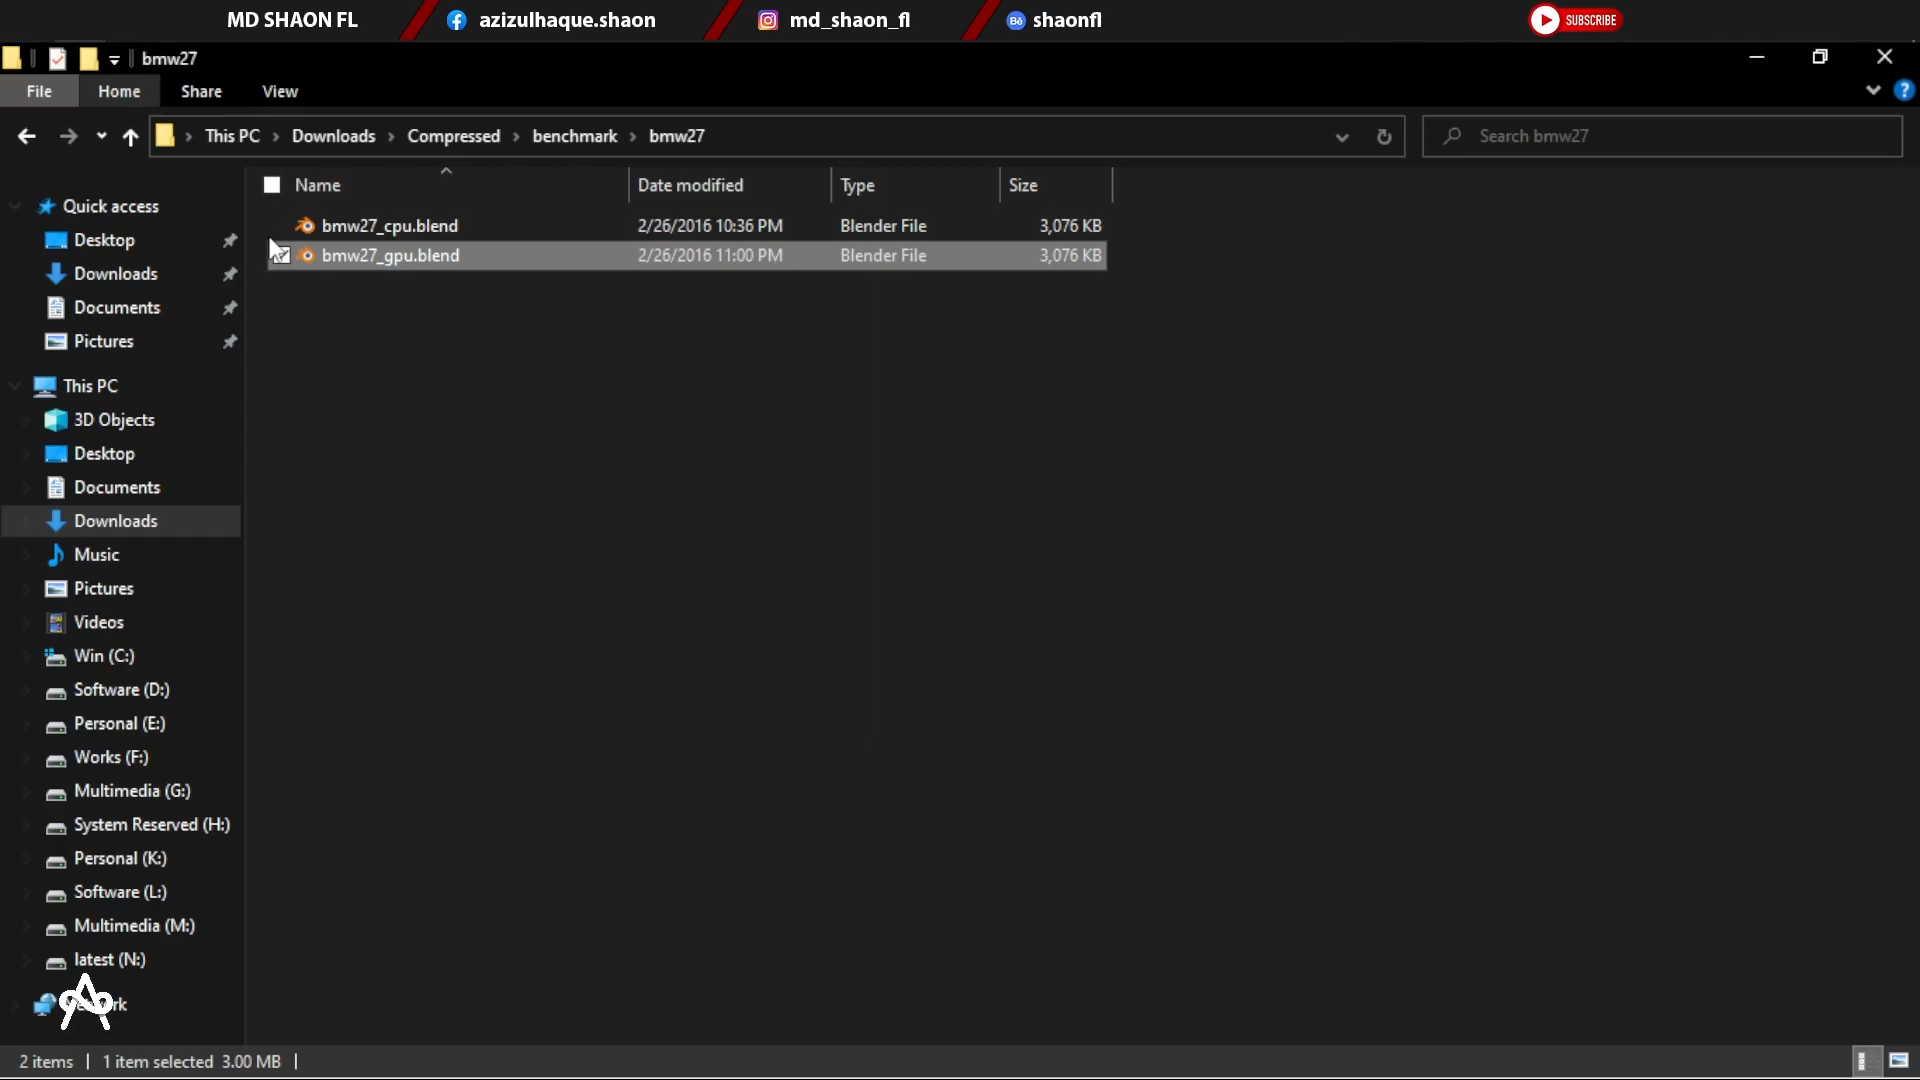 MD SHAON FL azizulhaque.shaon md_shaon_fl Bē shaonfl SUBSCRIBE
bmw27
File Home Share View
This PC Downloads Compressed benchmark bmw27 Search bmw27
Name Date modified Type Size
bmw27_cpu.blend 2/26/2016 10:36 PM Blender File 3,076 KB
bmw27_gpu.blend 2/26/2016 11:00 PM Blender File 3,076 KB
Quick access
Desktop
Downloads
Documents
Pictures
This PC
3D Objects
Desktop
Documents
Downloads
Music
Pictures
Videos
Win (C:)
Software (D:)
Personal (E:)
Works (F:)
Multimedia (G:)
System Reserved (H:)
Personal (K:)
Software (L:)
Multimedia (M:)
latest (N:)
2 items 1 item selected 3.00 MB